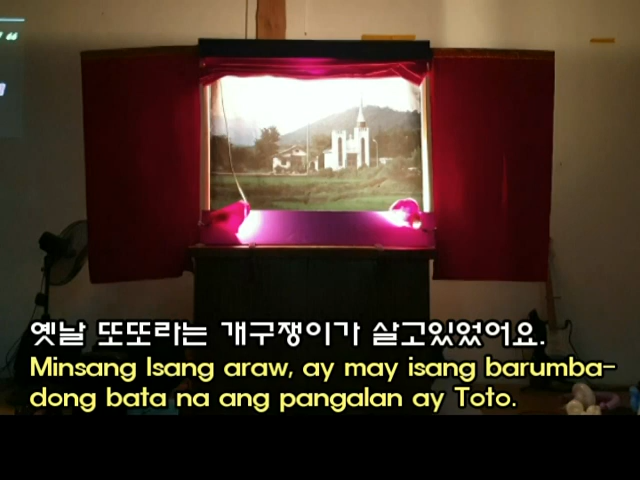 옛날 또또라는 개구쟁이가 살고있었어요.
Minsang Isang araw, ay may isang barumba-
dong bata na ang pangalan ay Toto.